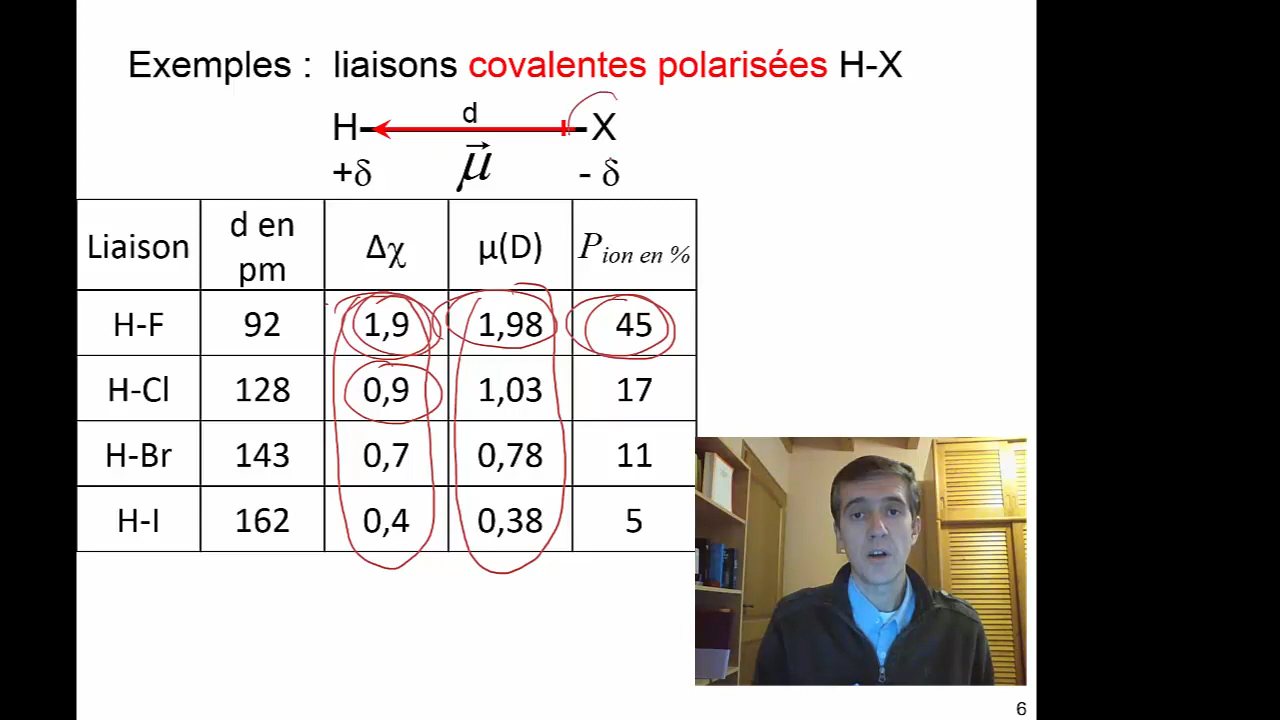 Exemples : liaisons covalentes polarisées H-X
H d X
μ
+δ - δ
Liaison d en pm Δχ μ(D) P ion en %
H-F 92 1,9 1,98 45
H-Cl 128 0,9 1,03 17
H-Br 143 0,7 0,78 11
H-I 162 0,4 0,38 5
6